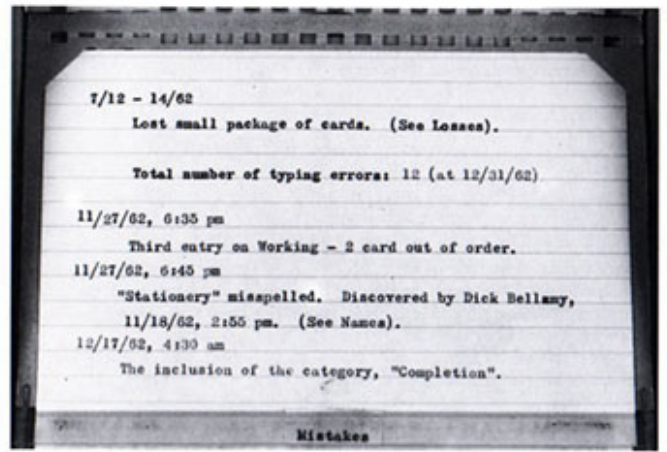 7/12 - 14/62
Lost small package of cards. (See Losses).
Total number of typing errors: 12 (at 12/31/62)
11/27/62, 6:35 pm
Third entry on Working - 2 card out of order.
11/27/62, 6:45 pm
"Stationery" misspelled. Discovered by Dick Bellamy,
11/18/62, 2:55 pm. (See Names).
12/17/62, 4:30 am
The inclusion of the category, "Completion".
Mistakes